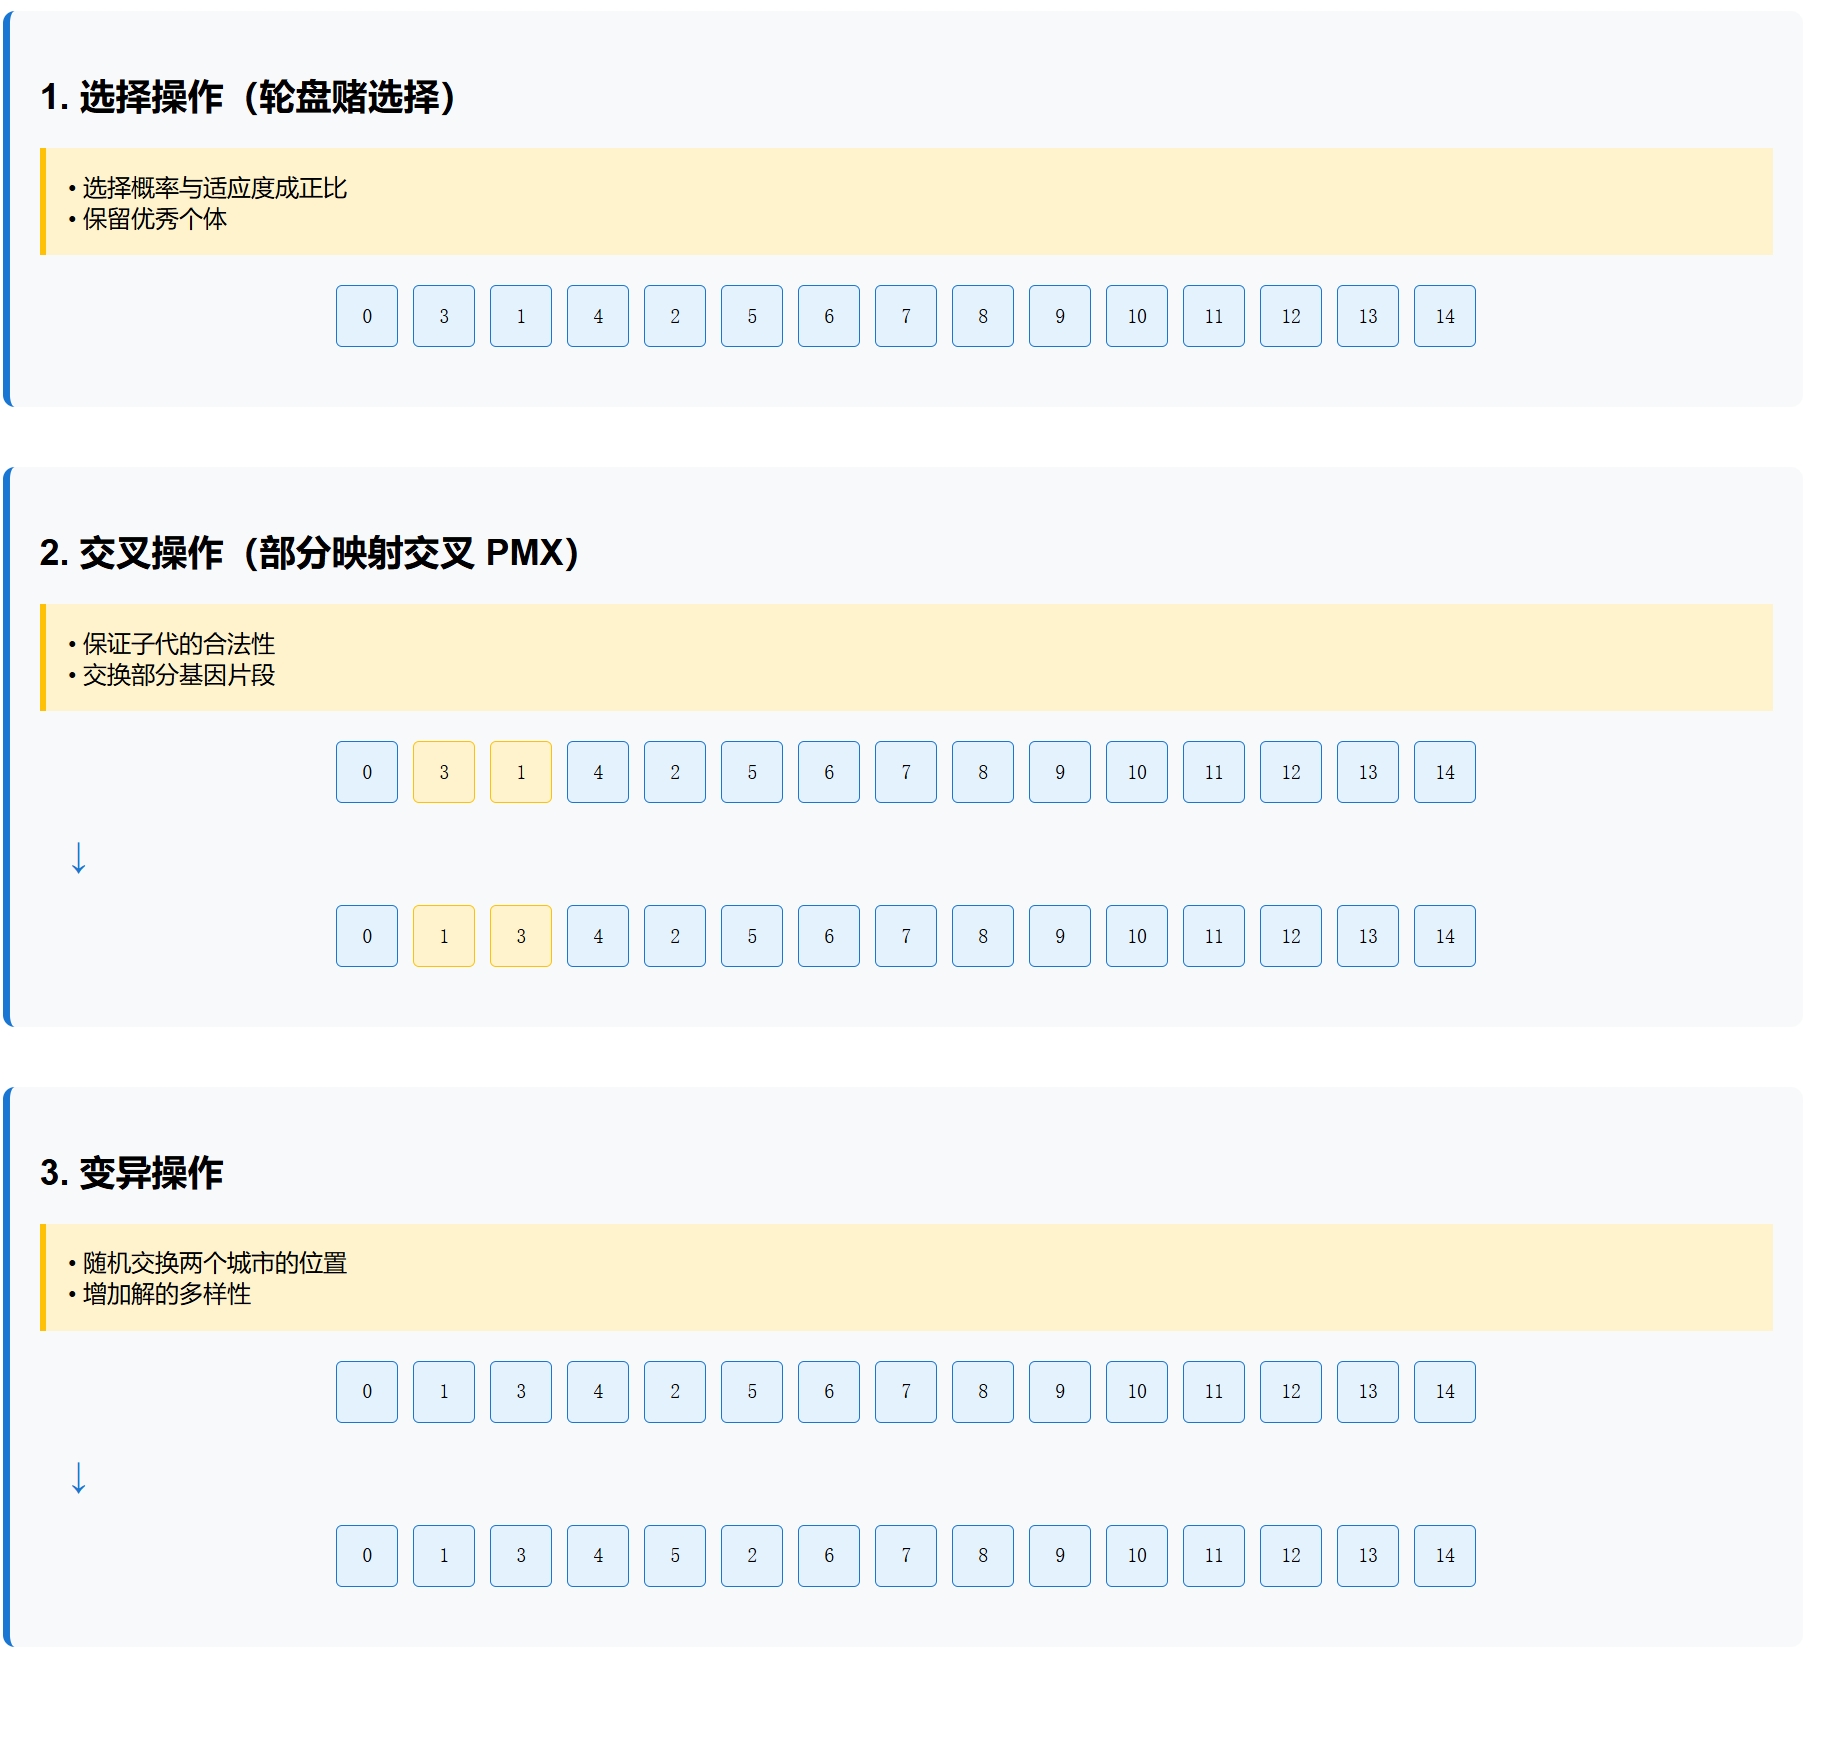 1. 选择操作（轮盘赌选择）
• 选择概率与适应度成正比
• 保留优秀个体
0 3 1 4 2 5 6 7 8 9 10 11 12 13 14
2. 交叉操作（部分映射交叉 PMX）
• 保证子代的合法性
• 交换部分基因片段
0 3 1 4 2 5 6 7 8 9 10 11 12 13 14
↓
0 1 3 4 2 5 6 7 8 9 10 11 12 13 14
3. 变异操作
• 随机交换两个城市的位置
• 增加解的多样性
0 1 3 4 2 5 6 7 8 9 10 11 12 13 14
↓
0 1 3 4 5 2 6 7 8 9 10 11 12 13 14